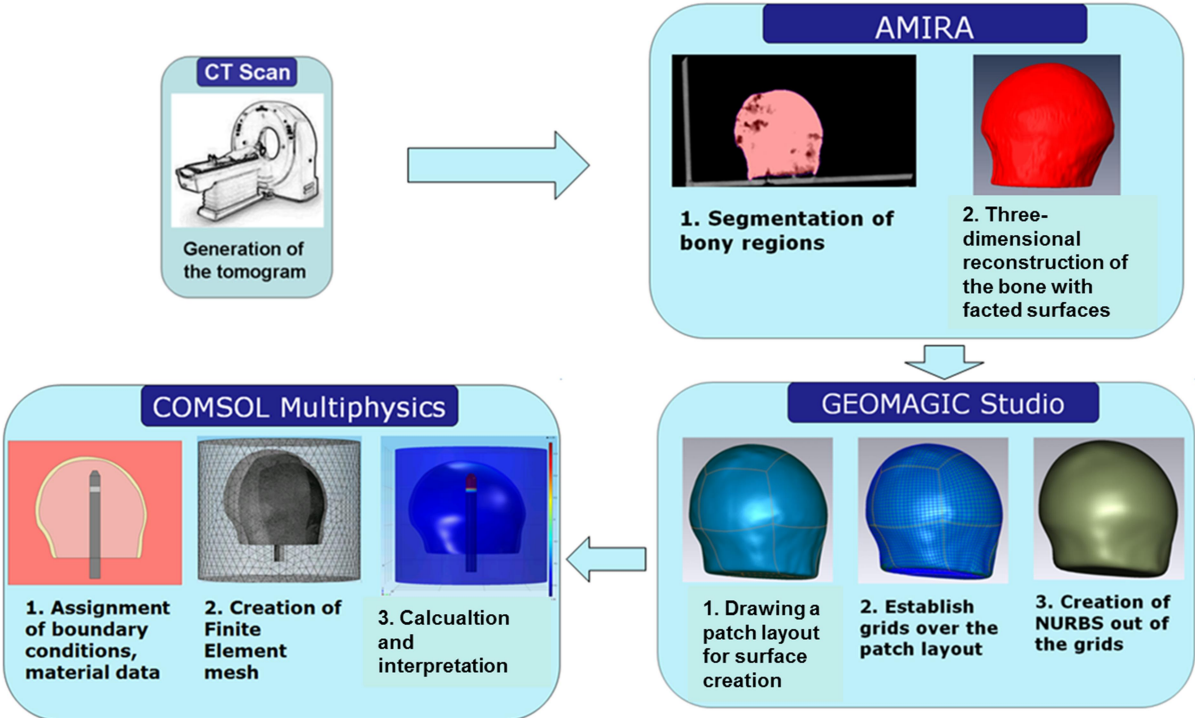 CT Scan
Generation of
the tomogram
AMIRA
1. Segmentation of
bony regions
2. Three-
dimensional
reconstruction of
the bone with
facted surfaces
GEOMAGIC Studio
1. Drawing a
patch layout
for surface
creation
2. Establish
grids over the
patch layout
3. Creation of
NURBS out of
the grids
COMSOL Multiphysics
1. Assignment
of boundary
conditions,
material data
2. Creation of
Finite
Element
mesh
3. Calcualtion
and
interpretation